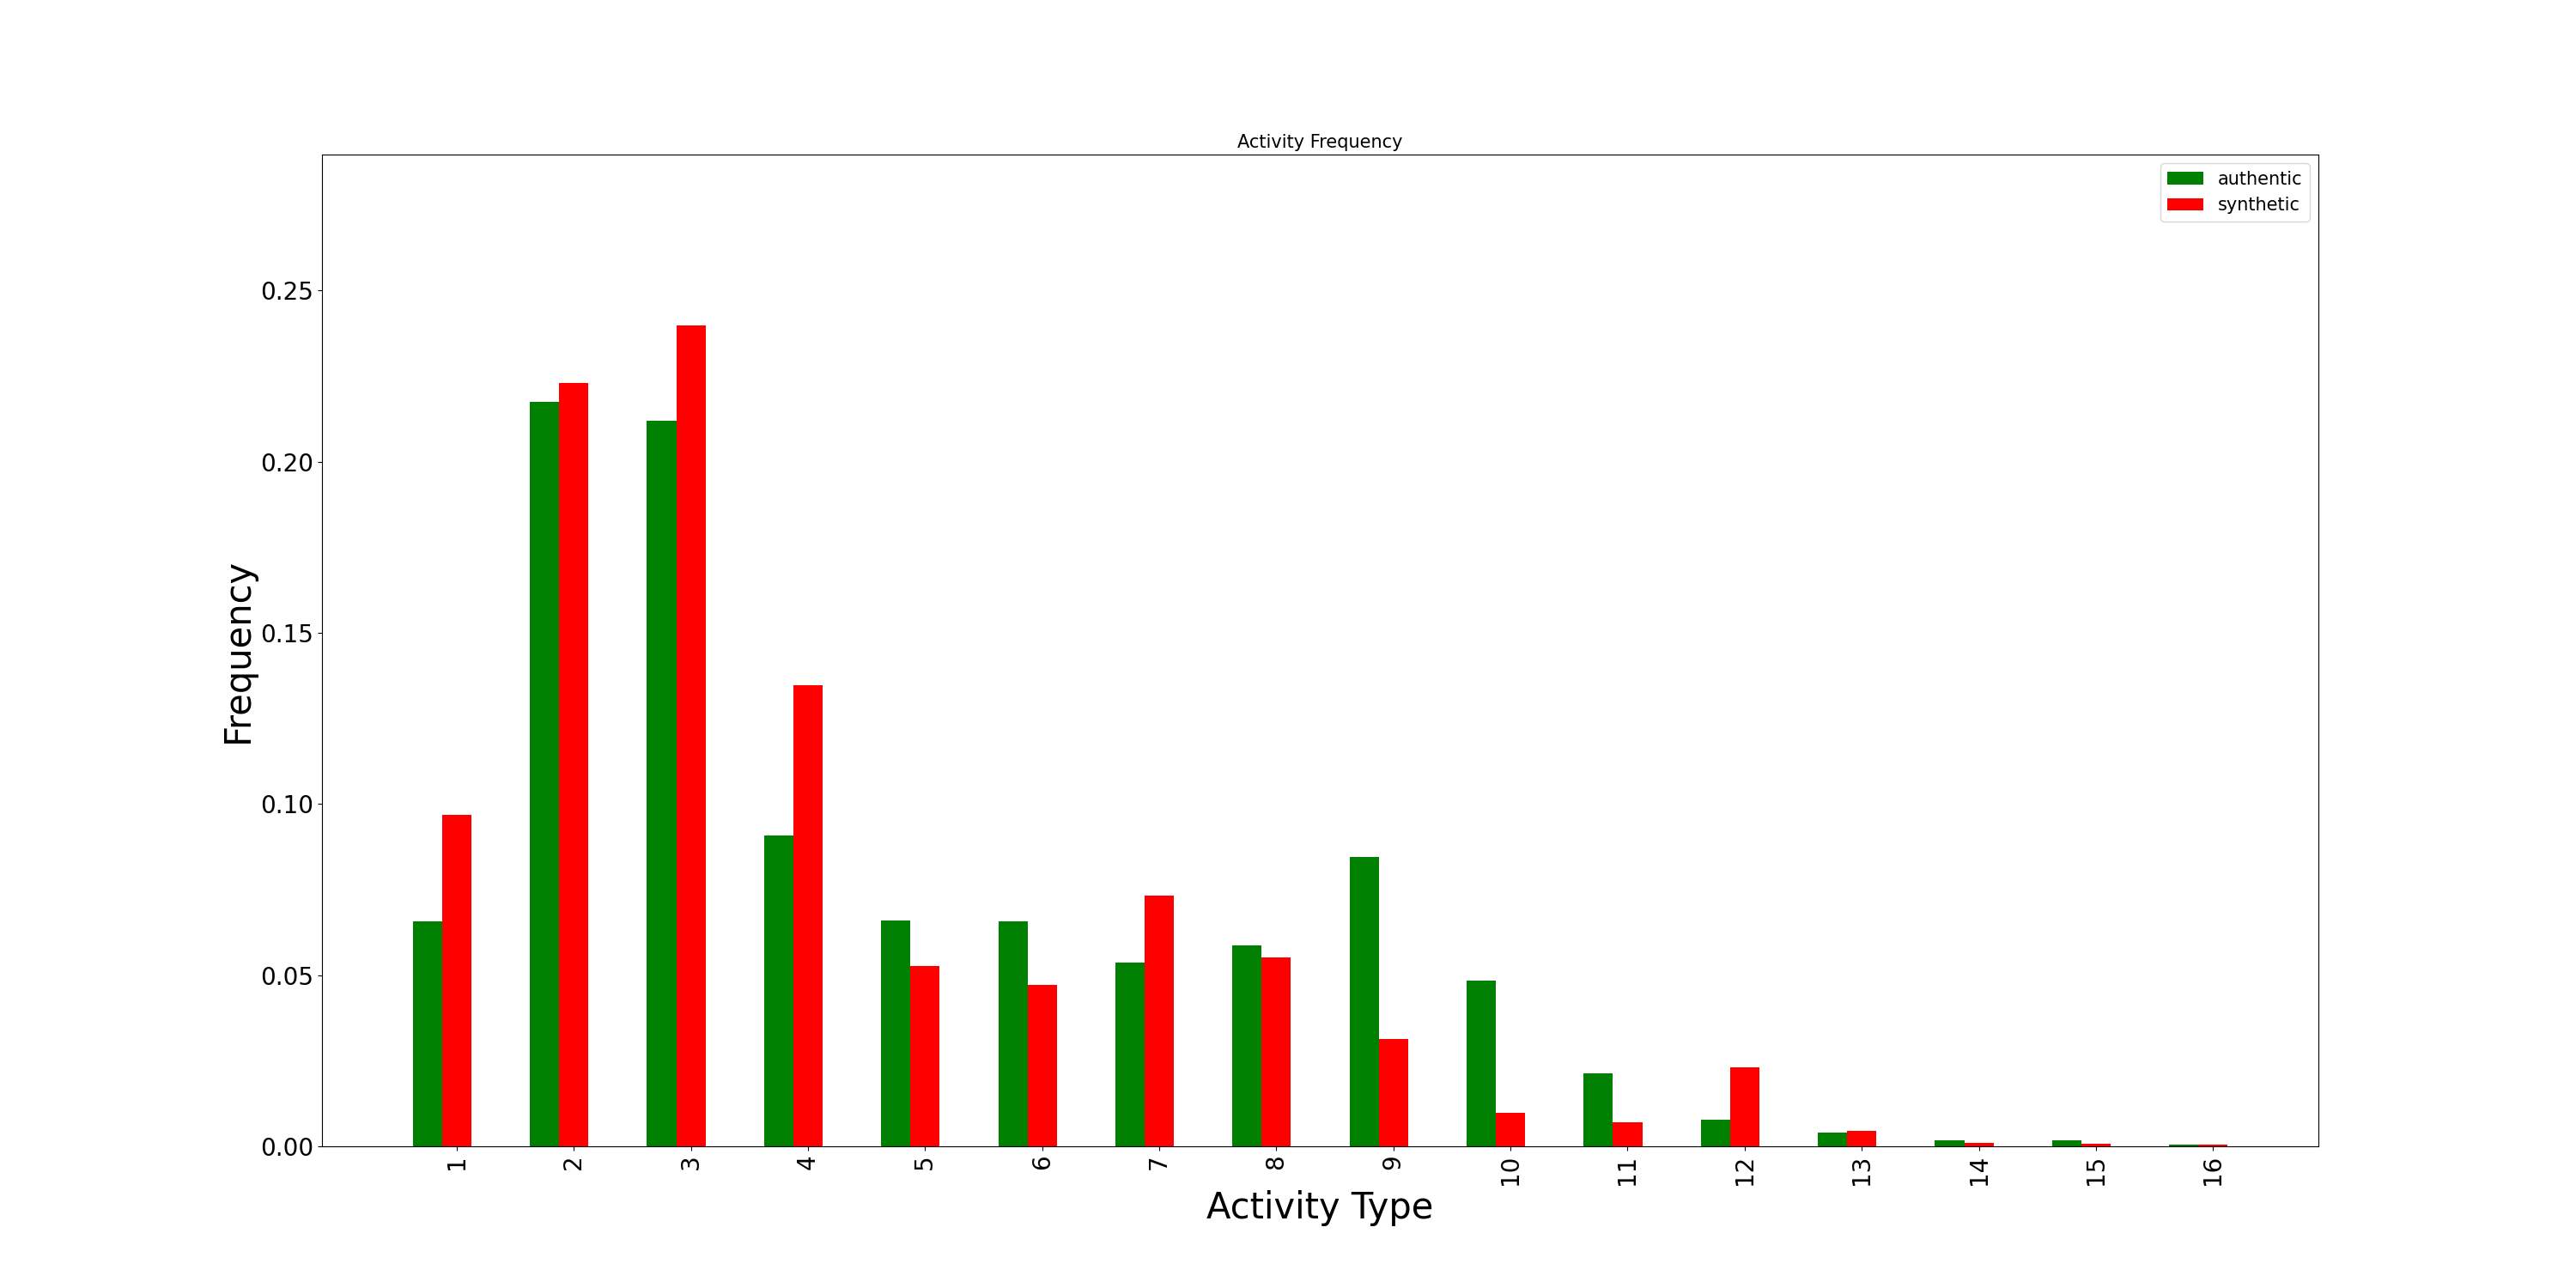 Activity Frequency
authentic
synthetic
Frequency
0.25
0.20
0.15
0.10
0.05
0.00
1 2 3 4 5 6 7 8 9 10 11 12 13 14 15 16
Activity Type